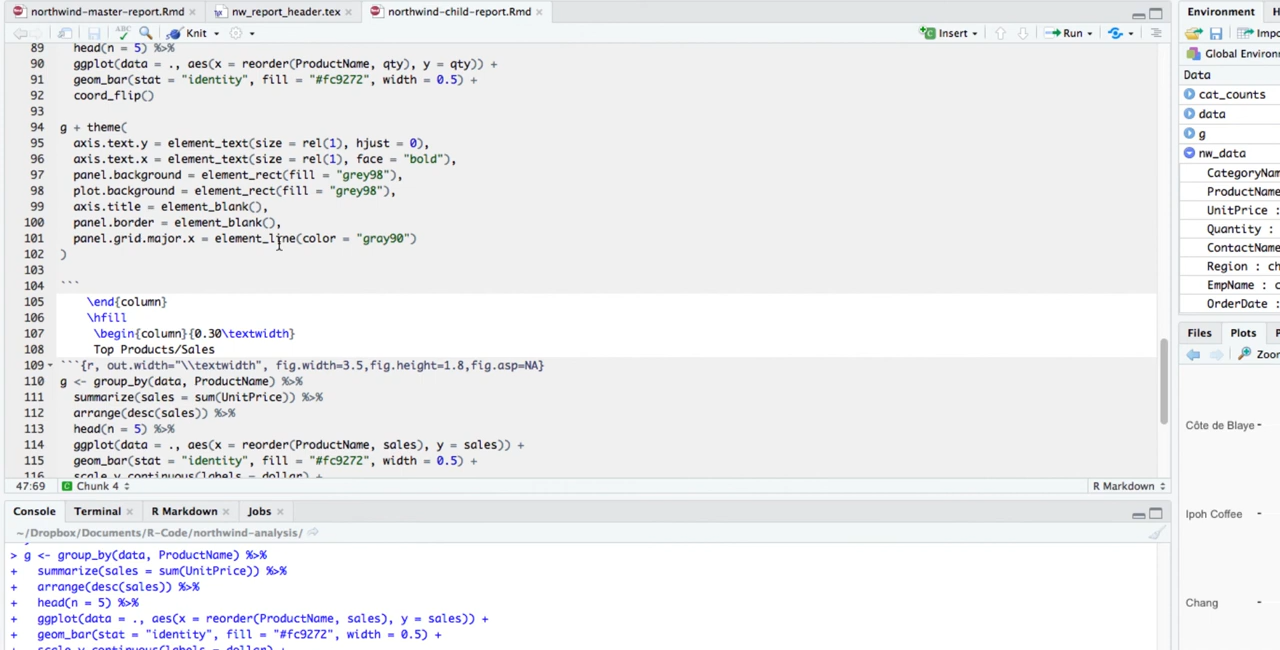 northwind-master-report.Rmd × nw_report_header.tex × northwind-child-report.Rmd ×
ABC Knit Insert Run
89 head(n = 5) %>%
90 ggplot(data = ., aes(x = reorder(ProductName, qty), y = qty)) +
91 geom_bar(stat = "identity", fill = "#fc9272", width = 0.5) +
92 coord_flip()
93
94 g + theme(
95 axis.text.y = element_text(size = rel(1), hjust = 0),
96 axis.text.x = element_text(size = rel(1), face = "bold"),
97 panel.background = element_rect(fill = "grey98"),
98 plot.background = element_rect(fill = "grey98"),
99 axis.title = element_blank(),
100 panel.border = element_blank(),
101 panel.grid.major.x = element_line(color = "gray90")
102 )
103
104 ```
105 \end{column}
106 \hfill
107 \begin{column}{0.30\textwidth}
108 Top Products/Sales
109 ```{r, out.width="\\textwidth", fig.width=3.5,fig.height=1.8,fig.asp=NA}
110 g <- group_by(data, ProductName) %>%
111 summarize(sales = sum(UnitPrice)) %>%
112 arrange(desc(sales)) %>%
113 head(n = 5) %>%
114 ggplot(data = ., aes(x = reorder(ProductName, sales), y = sales)) +
115 geom_bar(stat = "identity", fill = "#fc9272", width = 0.5) +
116 scale_y_continuous(labels = dollar) +
47:69 C Chunk 4 R Markdown
Console Terminal × R Markdown × Jobs ×
~/Dropbox/Documents/R-Code/northwind-analysis/
> g <- group_by(data, ProductName) %>%
+ summarize(sales = sum(UnitPrice)) %>%
+ arrange(desc(sales)) %>%
+ head(n = 5) %>%
+ ggplot(data = ., aes(x = reorder(ProductName, sales), y = sales)) +
+ geom_bar(stat = "identity", fill = "#fc9272", width = 0.5) +
+ scale_y_continuous(labels = dollar) +
Environment H
Impo
Global Environ
Data
cat_counts
data
g
nw_data
CategoryNam
ProductName
UnitPrice :
Quantity :
ContactName
Region : ch
EmpName : c
OrderDate :
Files Plots P
Zoo
Côte de Blaye
Ipoh Coffee
Chang